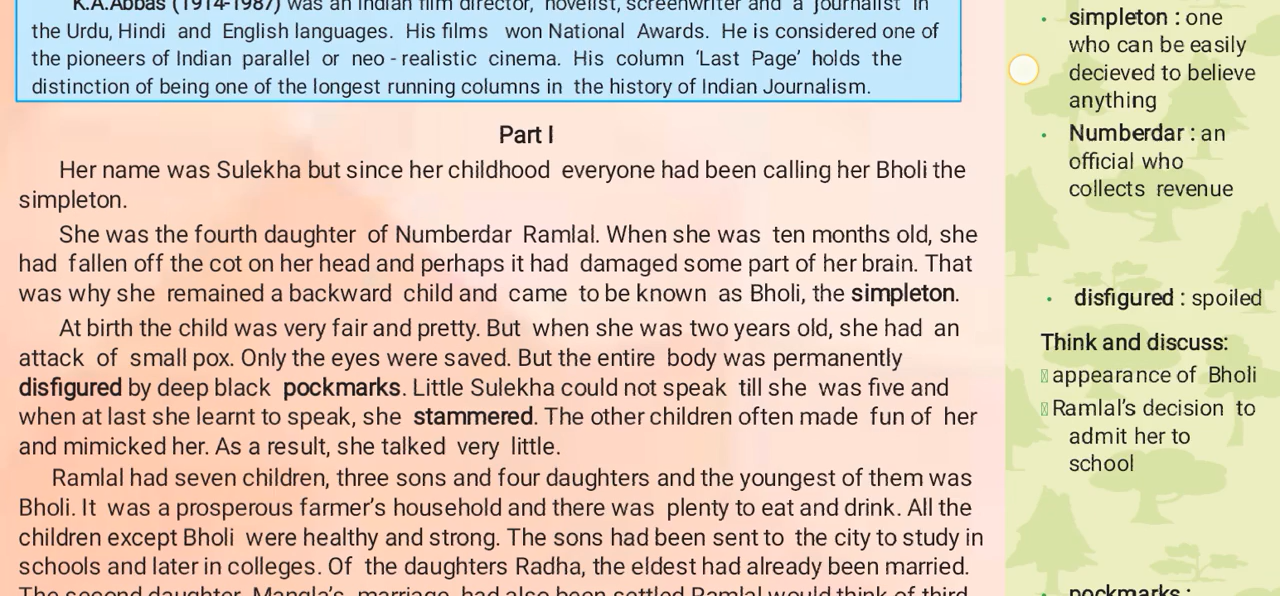 K.A.Abbas (1914-1987) was an Indian film director, novelist, screenwriter and a journalist in
the Urdu, Hindi and English languages. His films won National Awards. He is considered one of
the pioneers of Indian parallel or neo - realistic cinema. His column ‘Last Page’ holds the
distinction of being one of the longest running columns in the history of Indian Journalism.
Part I
Her name was Sulekha but since her childhood everyone had been calling her Bholi the
simpleton.
She was the fourth daughter of Numberdar Ramlal. When she was ten months old, she
had fallen off the cot on her head and perhaps it had damaged some part of her brain. That
was why she remained a backward child and came to be known as Bholi, the simpleton.
At birth the child was very fair and pretty. But when she was two years old, she had an
attack of small pox. Only the eyes were saved. But the entire body was permanently
disfigured by deep black pockmarks. Little Sulekha could not speak till she was five and
when at last she learnt to speak, she stammered. The other children often made fun of her
and mimicked her. As a result, she talked very little.
Ramlal had seven children, three sons and four daughters and the youngest of them was
Bholi. It was a prosperous farmer’s household and there was plenty to eat and drink. All the
children except Bholi were healthy and strong. The sons had been sent to the city to study in
schools and later in colleges. Of the daughters Radha, the eldest had already been married.
The second daughter Mangla’s marriage had also been settled Ramlal would think of third
• simpleton : one
who can be easily
decieved to believe
anything
• Numberdar : an
official who
collects revenue
• disfigured : spoiled
Think and discuss:
appearance of Bholi
Ramlal’s decision to
admit her to
school
pockmarks :